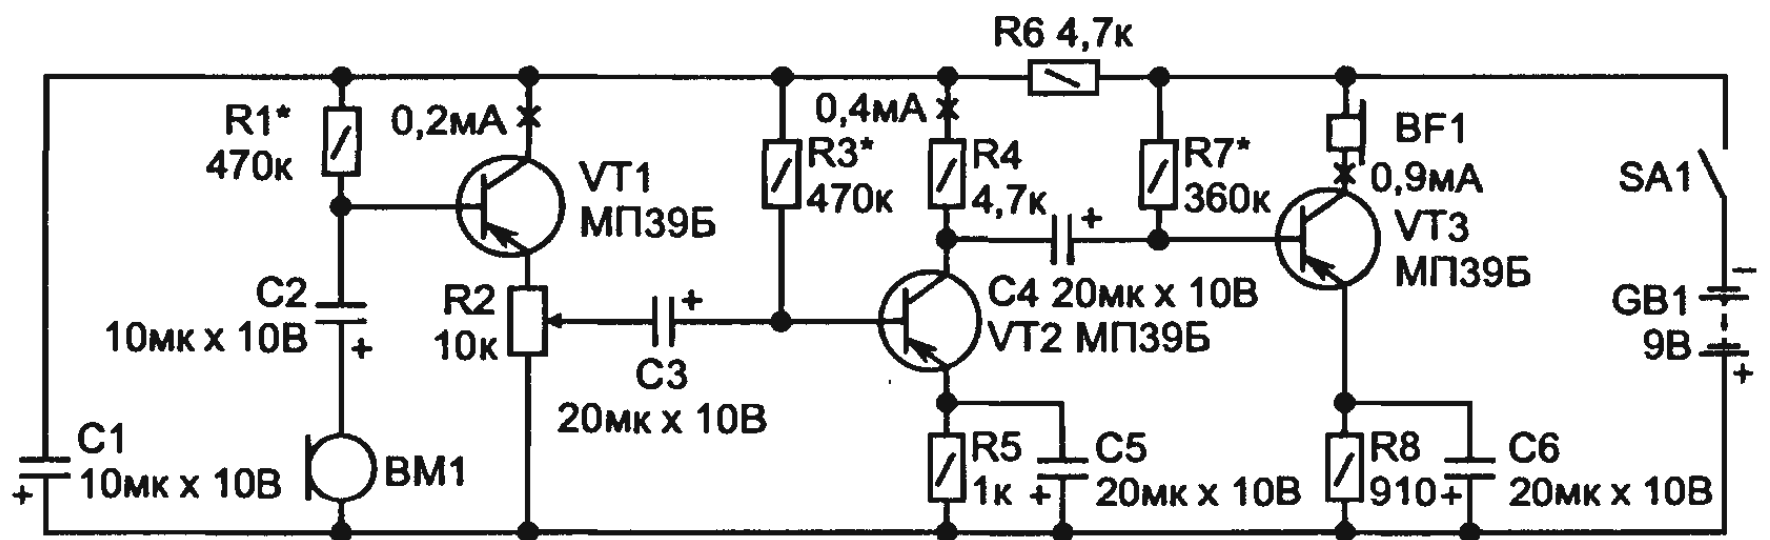 R6 4,7к
R1*
470к
0,2мА
VT1
МП39Б
C2
10мк x 10В
+
R2
10к
+
C3
20мк x 10В
C1
10мк x 10В
+
BM1
R3*
470к
0,4мА
R4
4,7к
+
C4 20мк x 10В
VT2 МП39Б
R5
1к
+
C5
20мк x 10В
R7*
360к
BF1
0,9мА
VT3
МП39Б
R8
910
+
C6
20мк x 10В
SA1
−
GB1
9В
+